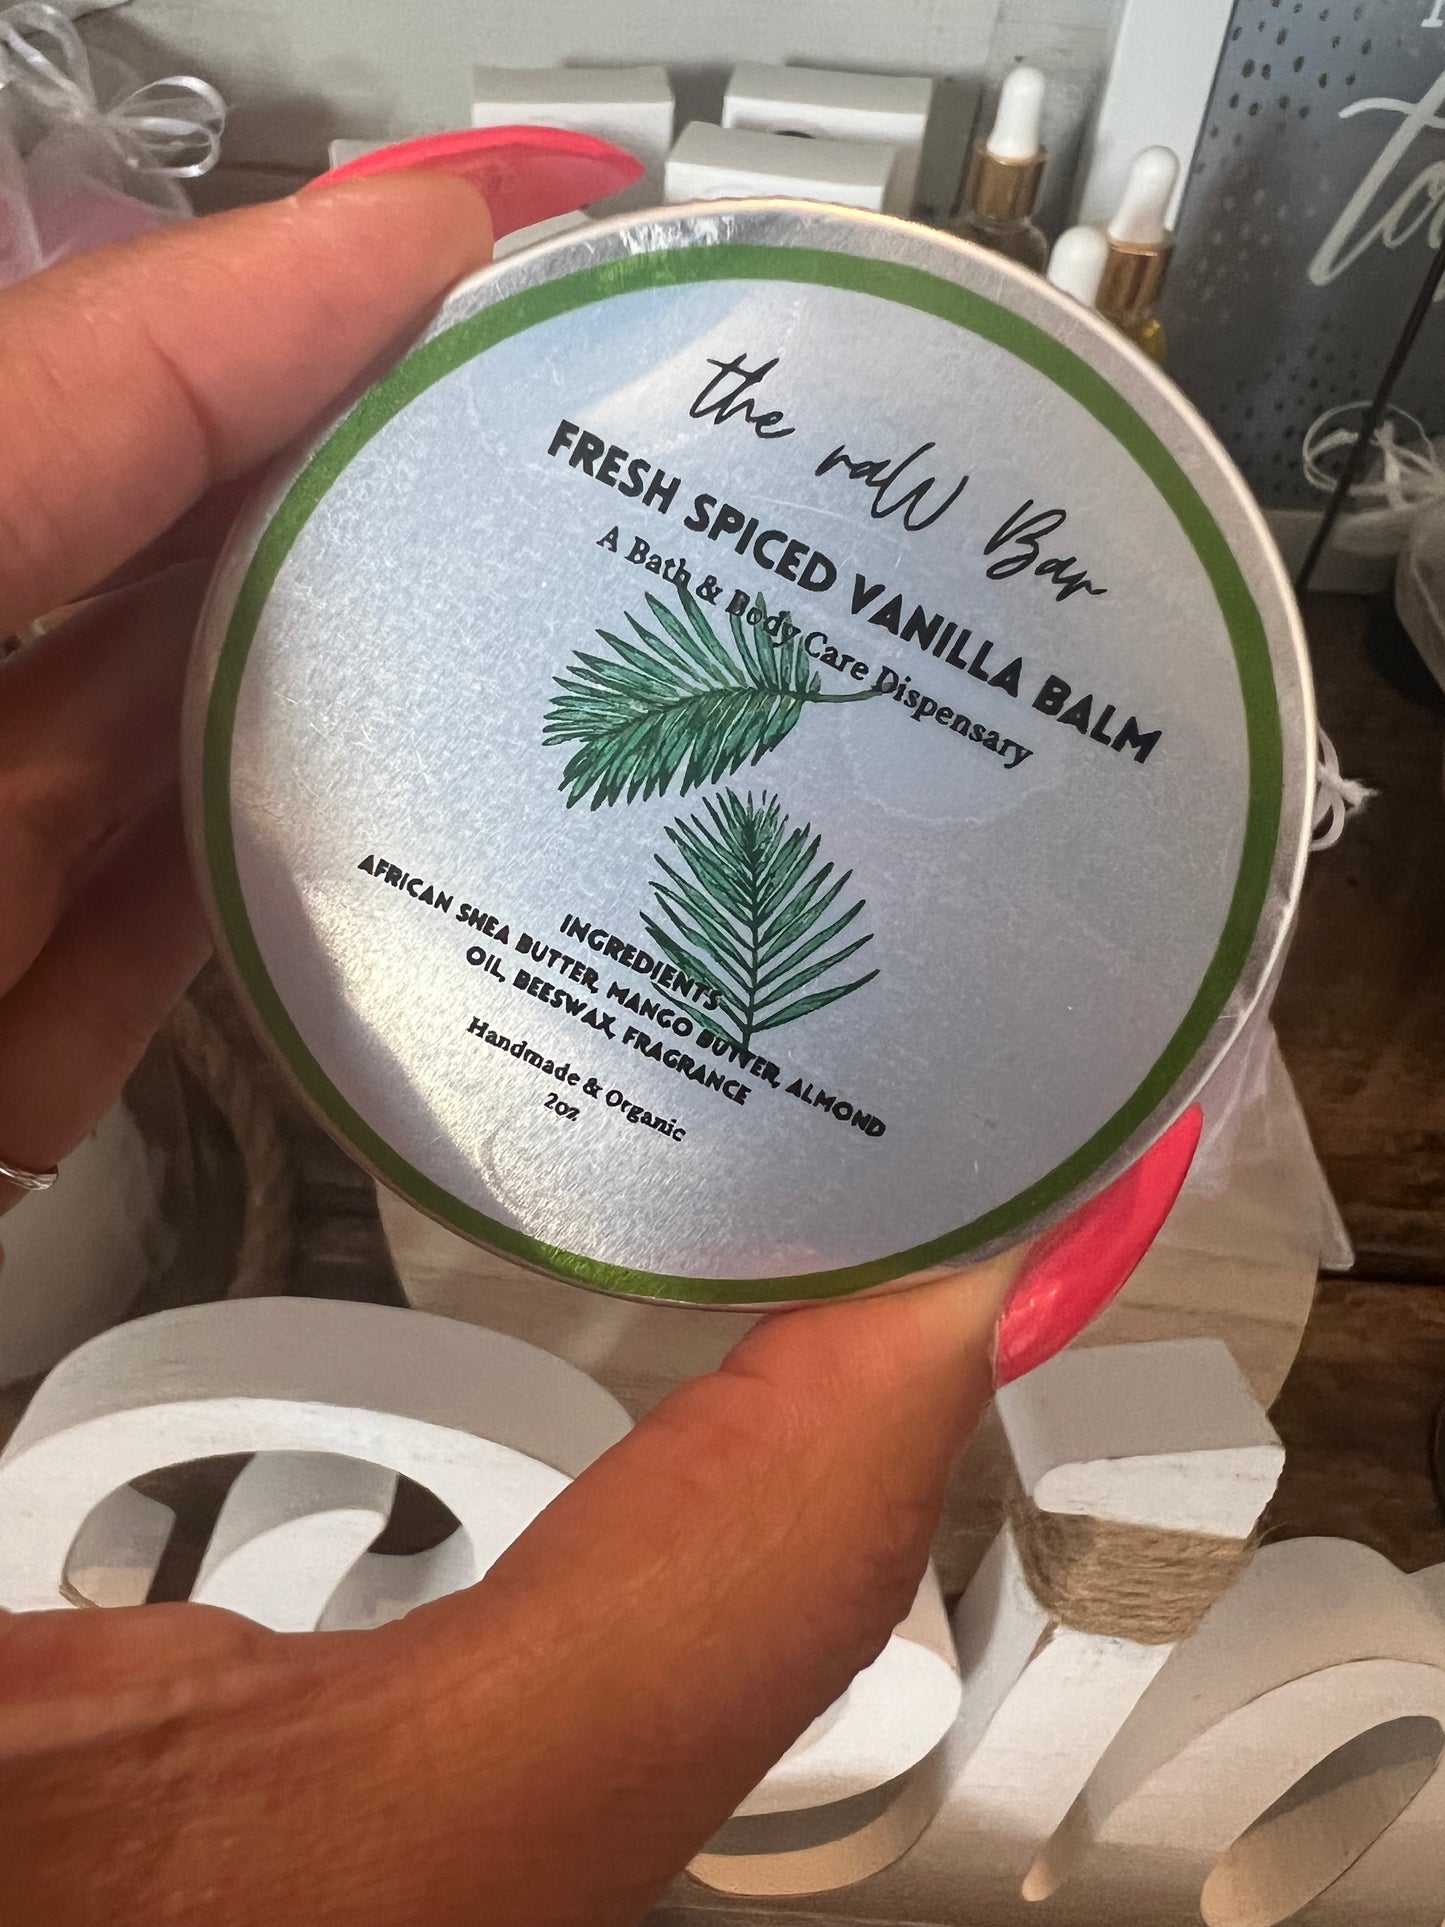 the raW Bar
FRESH SPICED VANILLA BALM
A Bath & Body Care Dispensary
INGREDIENTS
AFRICAN SHEA BUTTER, MANGO BUTTER, ALMOND
OIL, BEESWAX, FRAGRANCE
Handmade & Organic
2oz